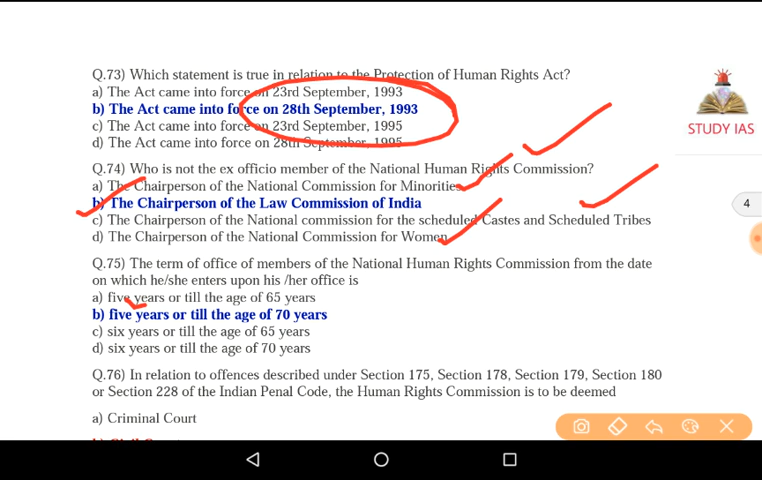 Q.73) Which statement is true in relation to the Protection of Human Rights Act?
a) The Act came into force on 23rd September, 1993
b) The Act came into force on 28th September, 1993
c) The Act came into force on 23rd September, 1995
d) The Act came into force on 28th September, 1995
STUDY IAS
Q.74) Who is not the ex officio member of the National Human Rights Commission?
a) The Chairperson of the National Commission for Minorities
b) The Chairperson of the Law Commission of India
4
c) The Chairperson of the National commission for the scheduled Castes and Scheduled Tribes
d) The Chairperson of the National Commission for Women
Q.75) The term of office of members of the National Human Rights Commission from the date
on which he/she enters upon his /her office is
a) five years or till the age of 65 years
b) five years or till the age of 70 years
c) six years or till the age of 65 years
d) six years or till the age of 70 years
Q.76) In relation to offences described under Section 175, Section 178, Section 179, Section 180
or Section 228 of the Indian Penal Code, the Human Rights Commission is to be deemed
a) Criminal Court